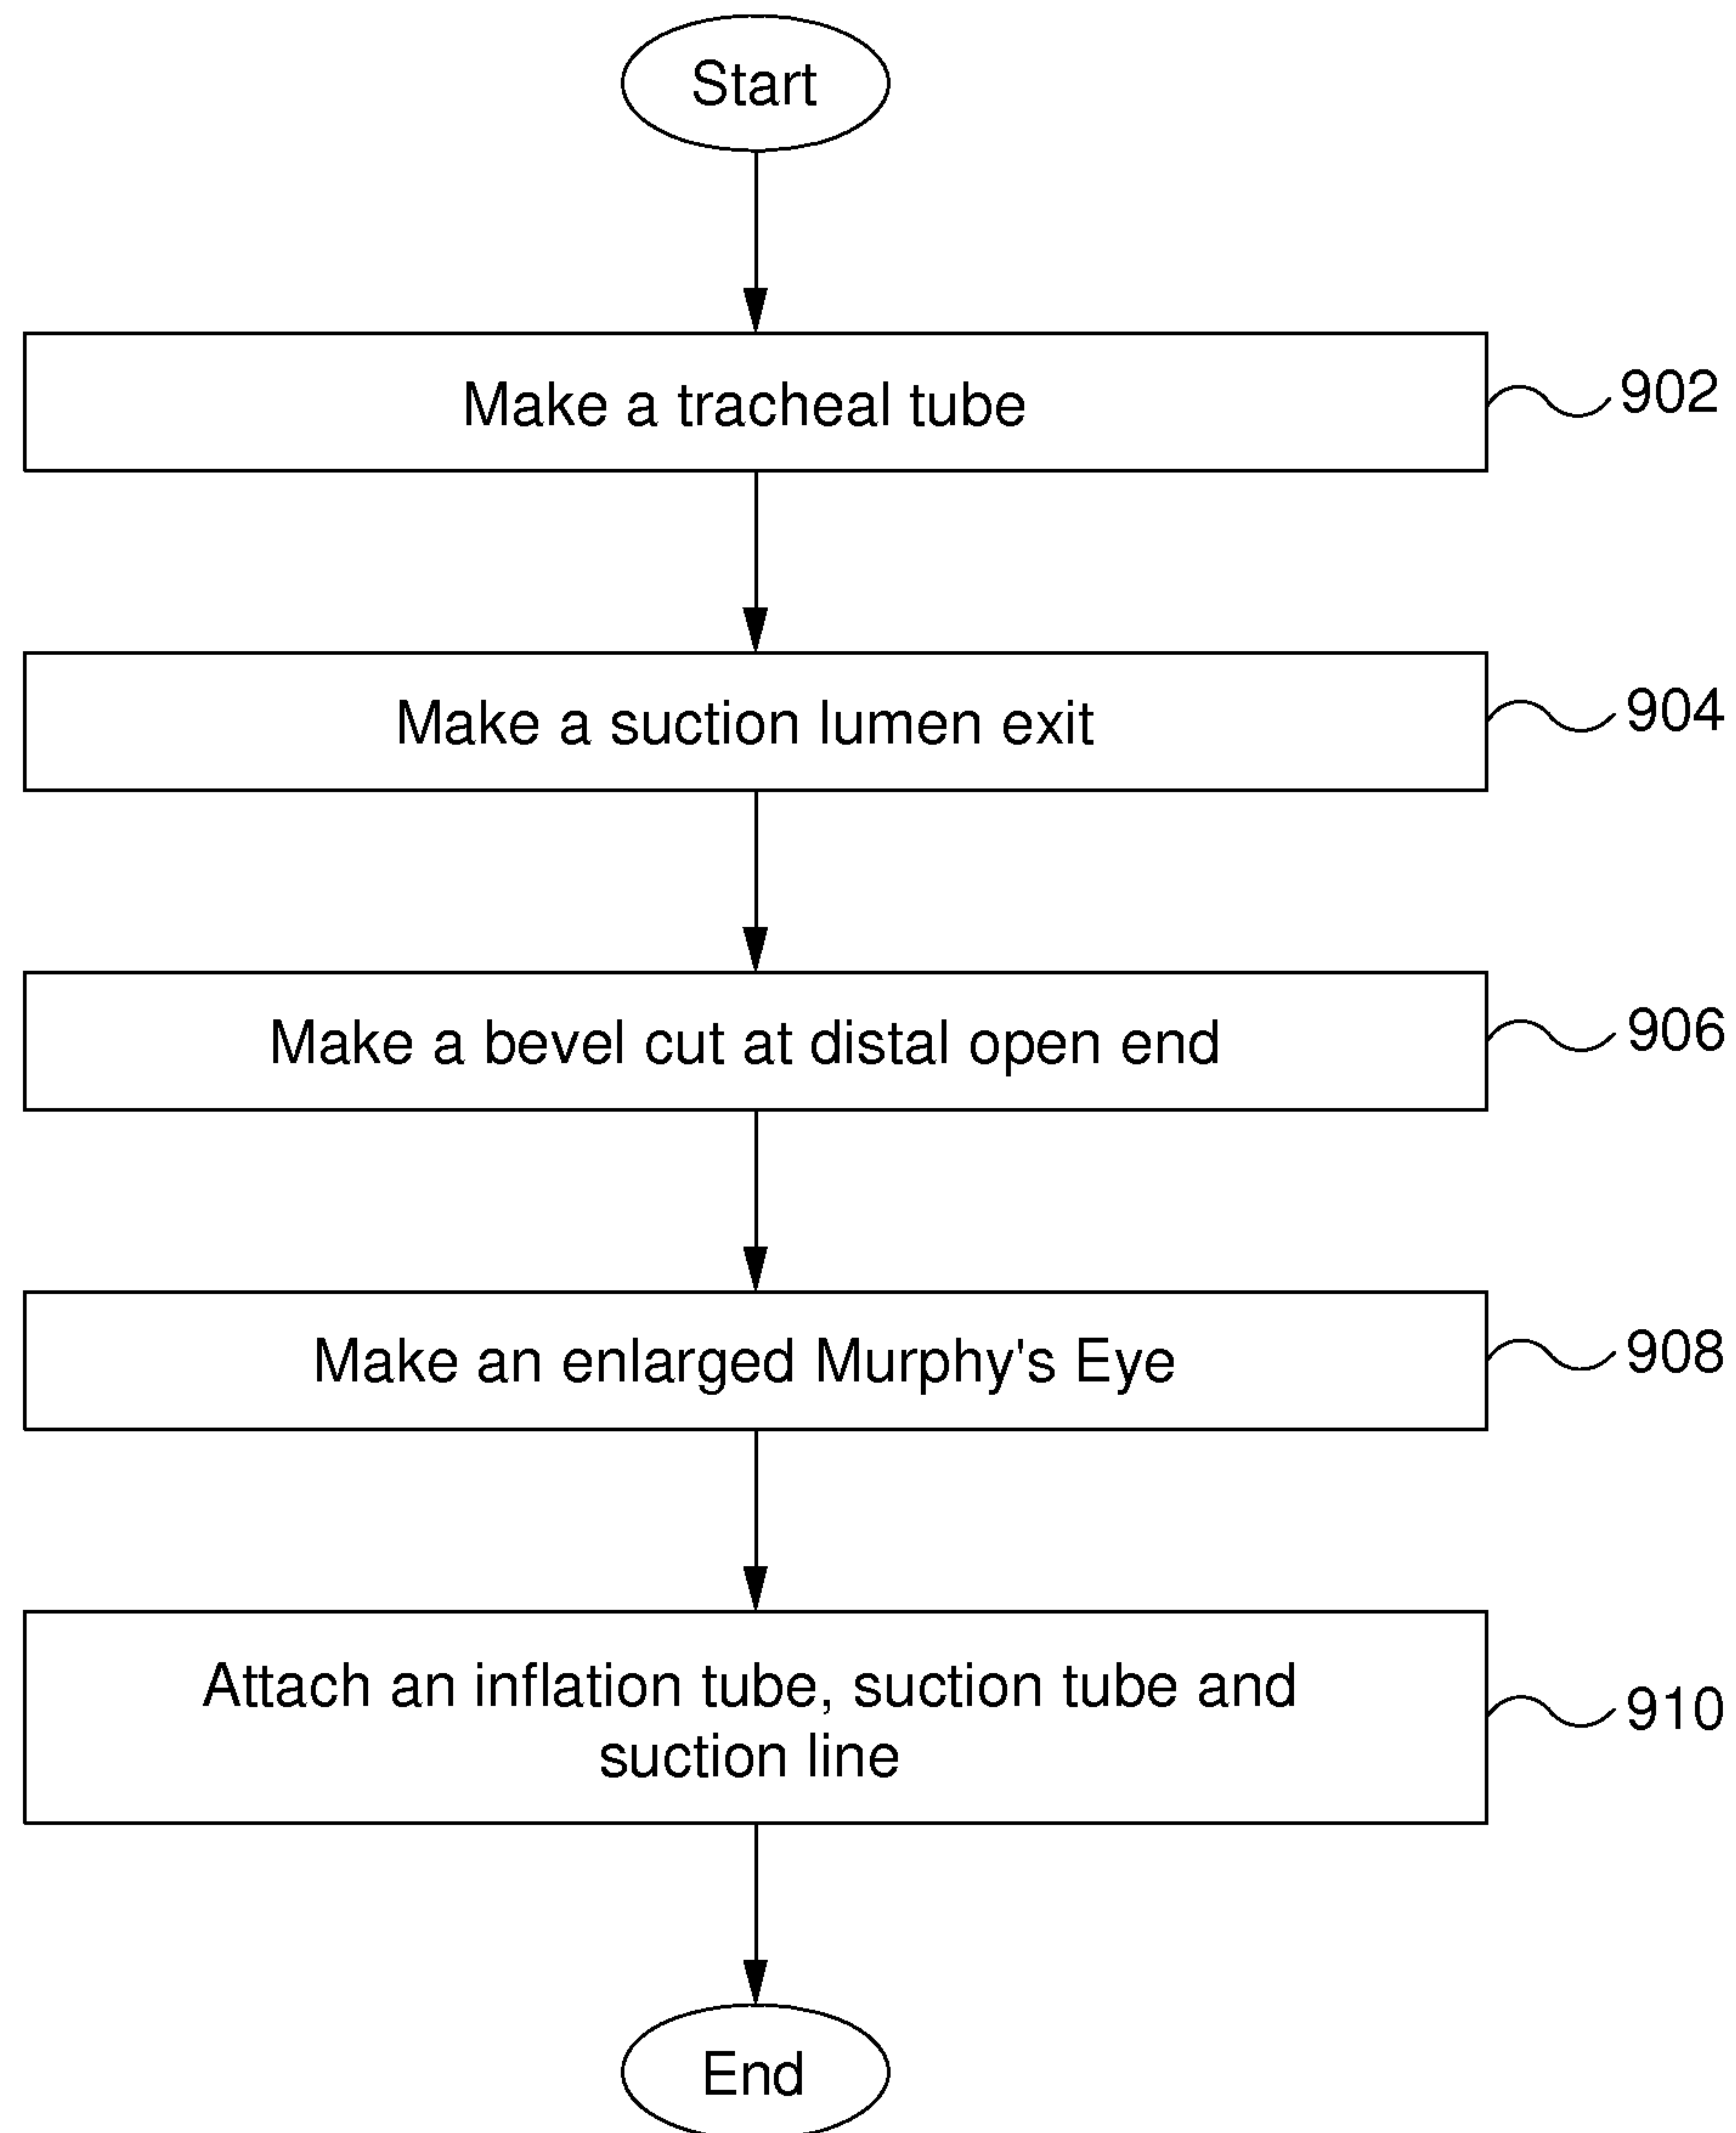 Start
Make a tracheal tube
902
Make a suction lumen exit
904
Make a bevel cut at distal open end
906
Make an enlarged Murphy's Eye
908
Attach an inflation tube, suction tube and
suction line
910
End